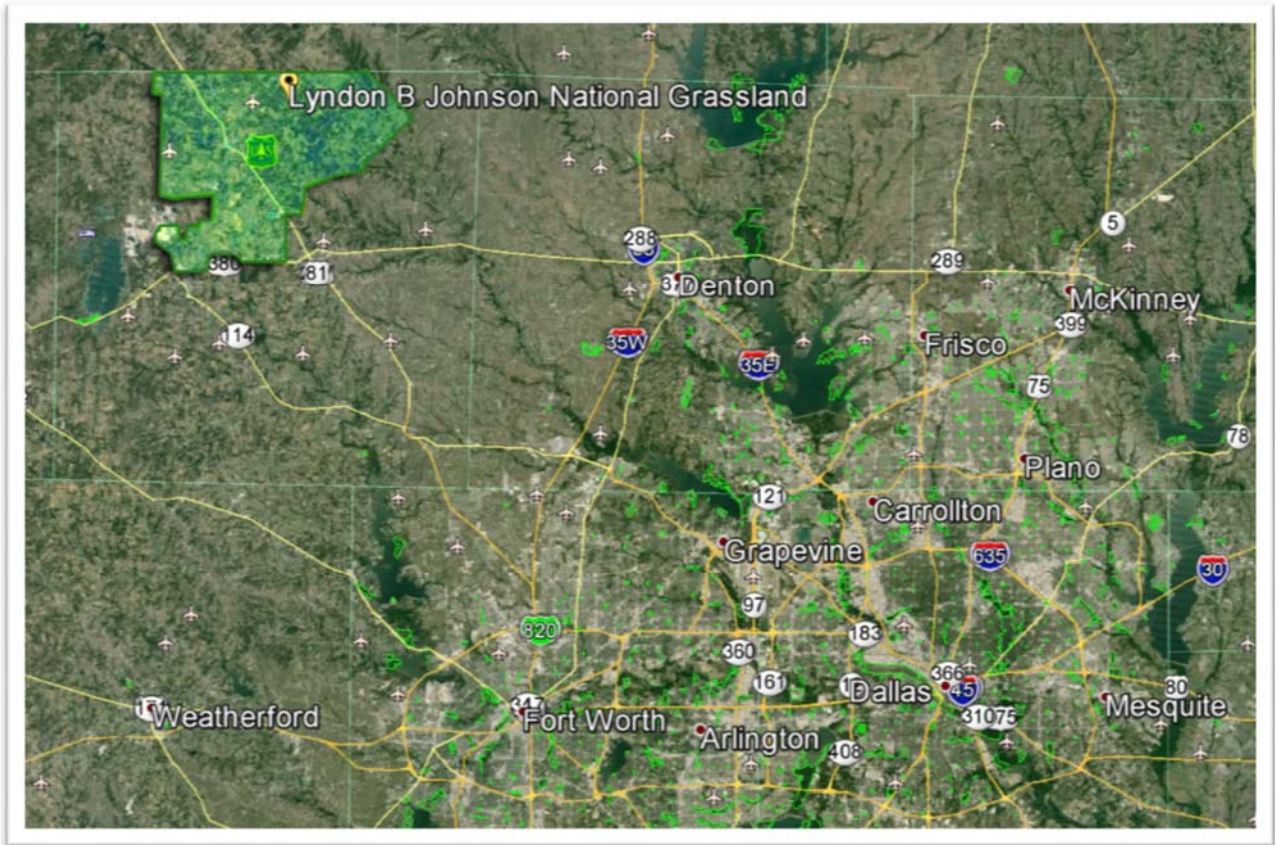 Lyndon B Johnson National Grassland
5
288
289
380
81
Denton
McKinney
114
35W
399
Frisco
35E
75
78
Plano
121
Carrollton
Grapevine
635
30
97
820
183
360
366
161
Dallas
45
80
Weatherford
Fort Worth
Mesquite
310
75
Arlington
408